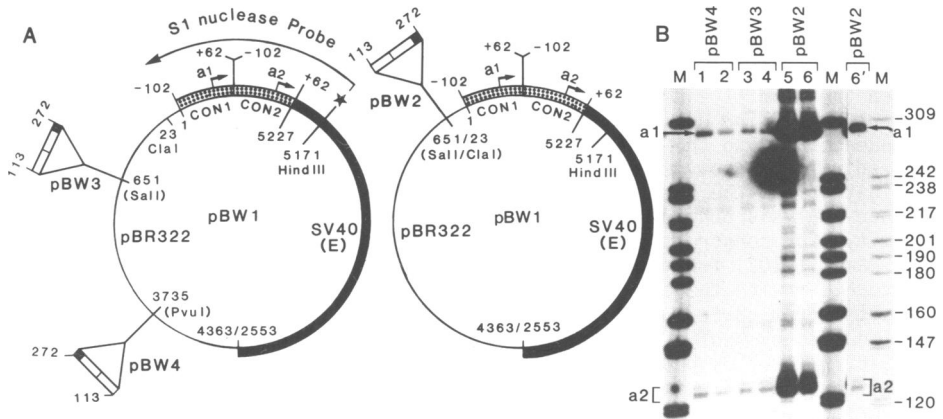 A
S1 nuclease Probe
272
113
pBW2
+62
-102
a1
a2
+62
-102
CON1
CON2
1
23
ClaI
5227
5171
HindIII
272
113
pBW3
651
(SalI)
pBW1
pBR322
SV40
(E)
3735
(PvuI)
4363/2553
272
113
pBW4
-102
a2
+62
1
CON1
CON2
651/23
(SalI/ClaI)
5227
5171
HindIII
pBW1
pBR322
SV40
(E)
4363/2553
B
pBW4
pBW3
pBW2
pBW2
M 1 2 3 4 5 6 M 6' M
a1
a1
309
242
238
217
201
190
180
160
147
120
a2
a2